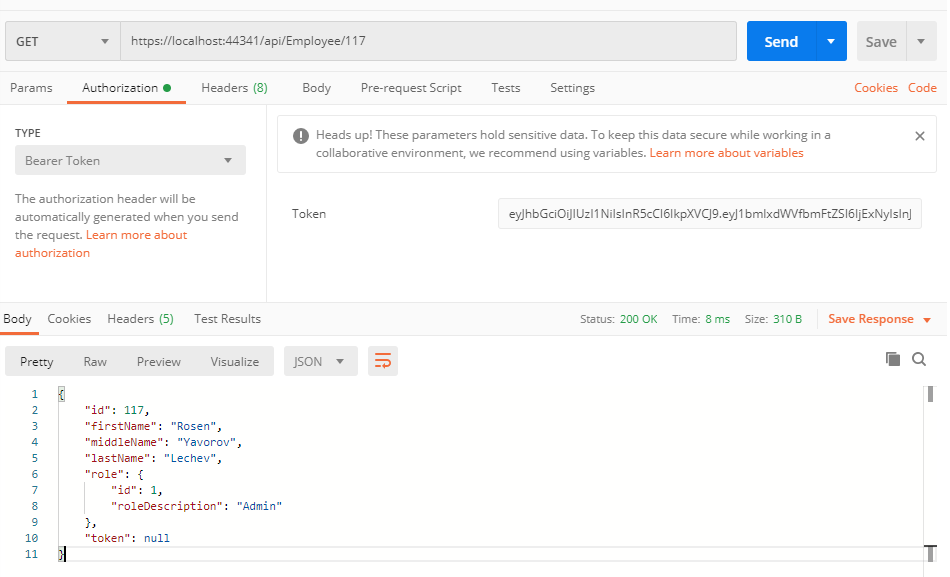 GET https://localhost:44341/api/Employee/117 Send Save
Params Authorization Headers (8) Body Pre-request Script Tests Settings Cookies Code
TYPE
Bearer Token
The authorization header will be
automatically generated when you send
the request. Learn more about
authorization
Heads up! These parameters hold sensitive data. To keep this data secure while working in a
collaborative environment, we recommend using variables. Learn more about variables
Token eyJhbGciOiJIUzI1NiIsInR5cCI6IkpXVCJ9.eyJ1bmlxdWVfbmFtZSI6IjExNyIsInJ
Body Cookies Headers (5) Test Results Status: 200 OK Time: 8 ms Size: 310 B Save Response
Pretty Raw Preview Visualize JSON
1 {
2 "id": 117,
3 "firstName": "Rosen",
4 "middleName": "Yavorov",
5 "lastName": "Lechev",
6 "role": {
7 "id": 1,
8 "roleDescription": "Admin"
9 },
10 "token": null
11 }